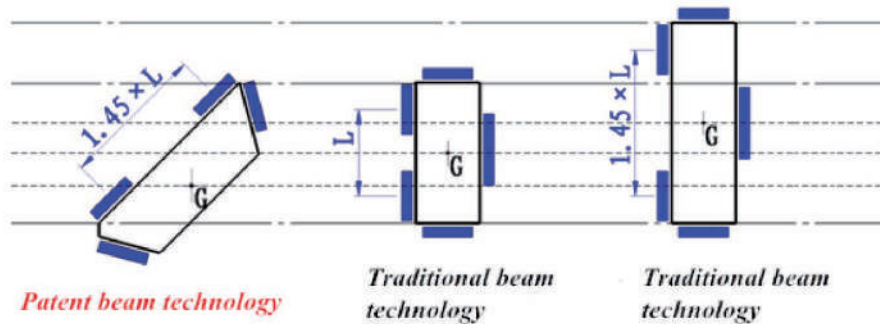 1.45 × L
G
Patent beam technology
L
G
Traditional beam
technology
1.45 × L
G
Traditional beam
technology